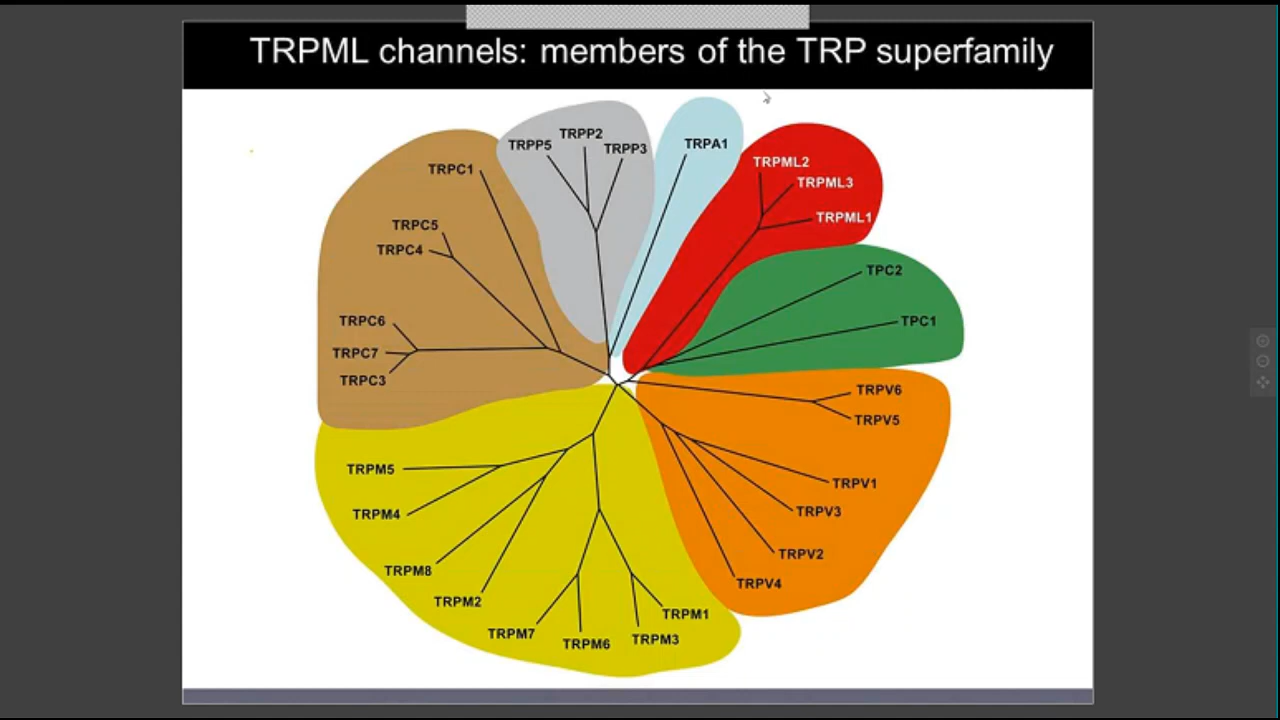 TRPML channels: members of the TRP superfamily
TRPC1
TRPC5
TRPC4
TRPC6
TRPC7
TRPC3
TRPP5
TRPP2
TRPP3
TRPA1
TRPML2
TRPML3
TRPML1
TPC2
TPC1
TRPV6
TRPV5
TRPV1
TRPV3
TRPV2
TRPV4
TRPM5
TRPM4
TRPM8
TRPM2
TRPM7
TRPM6
TRPM3
TRPM1